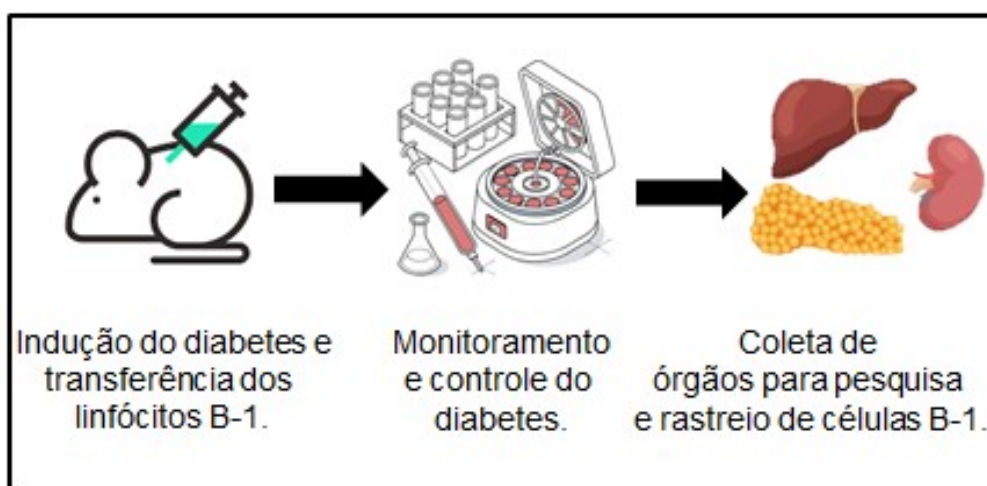 Indução do diabetes e
transferência dos
linfócitos B-1.
Monitoramento
e controle do
diabetes.
Coleta de
órgãos para pesquisa
e rastreio de células B-1.